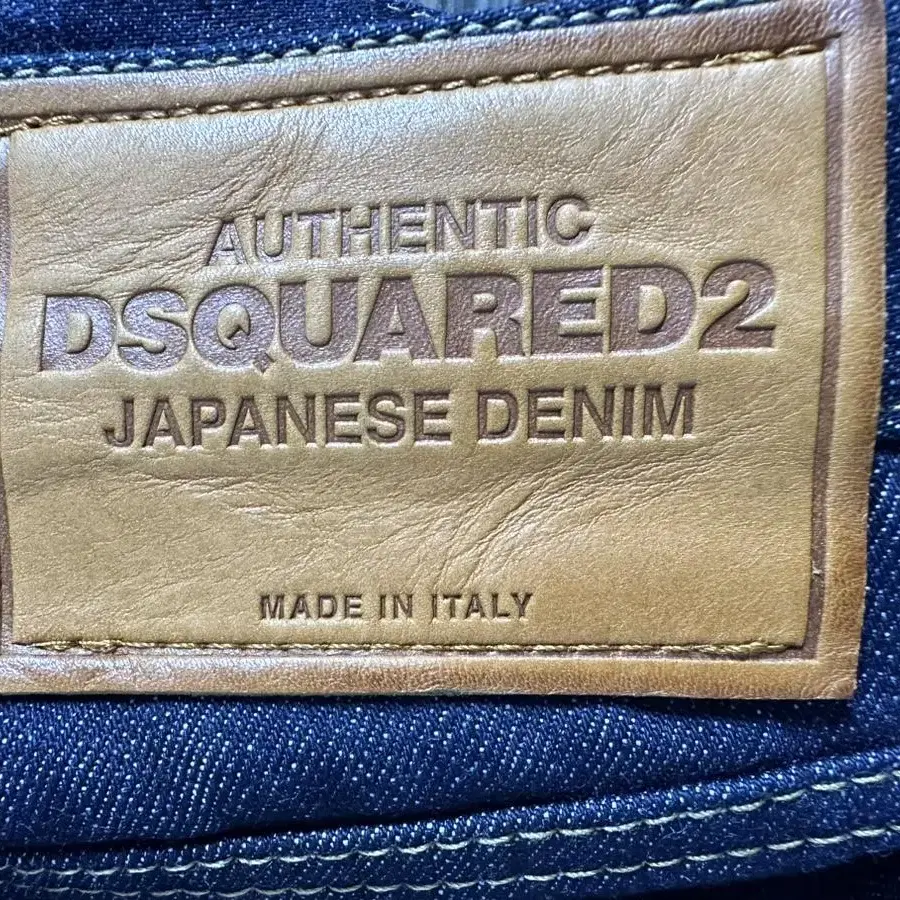 AUTHENTIC
DSQUARED2
JAPANESE DENIM
MADE IN ITALY